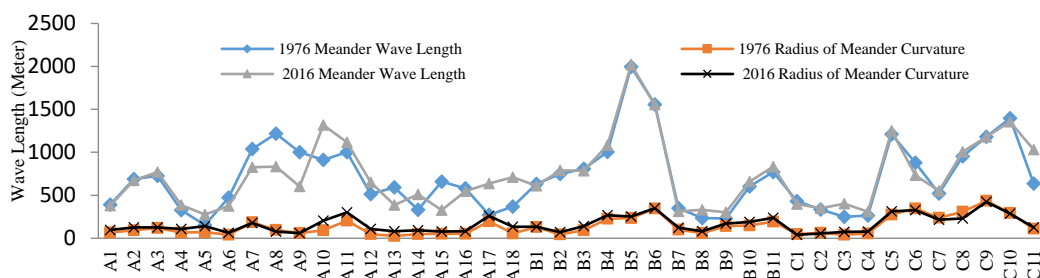 2500
2000
1500
1000
500
0
Wave Length (Meter)
1976 Meander Wave Length
1976 Radius of Meander Curvature
2016 Meander Wave Length
2016 Radius of Meander Curvature
A1
A2
A3
A4
A5
A6
A7
A8
A9
A10
A11
A12
A13
A14
A15
A16
A17
A18
B1
B2
B3
B4
B5
B6
B7
B8
B9
B10
B11
C1
C2
C3
C4
C5
C6
C7
C8
C9
C10
C11